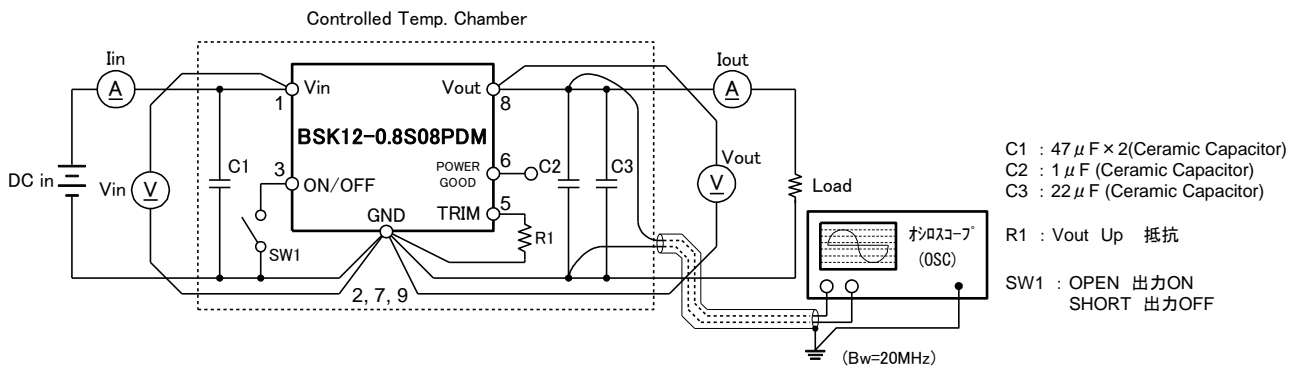 Controlled Temp. Chamber
Iin
A
DC in
Vin
V
C1
SW1
Vin
1
BSK12-0.8S08PDM
3
ON/OFF
GND
2, 7, 9
Vout
8
POWER
GOOD
6
TRIM
5
R1
C2
C3
Iout
A
Vout
V
Load
オシロスコープ
(OSC)
(Bw=20MHz)
C1 : 47μF×2(Ceramic Capacitor)
C2 : 1μF (Ceramic Capacitor)
C3 : 22μF (Ceramic Capacitor)
R1 : Vout Up 抵抗
SW1 : OPEN 出力ON
SHORT 出力OFF